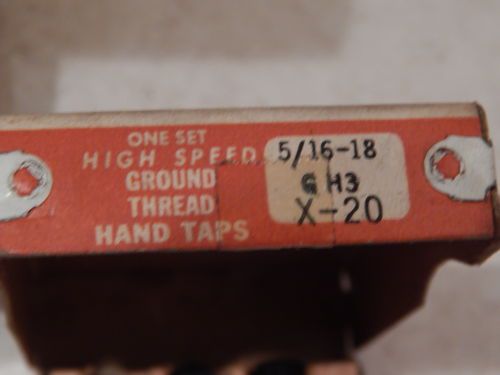 ONE SET
HIGH SPEED
GROUND
THREAD
HAND TAPS
5/16-18
G H3
X-20